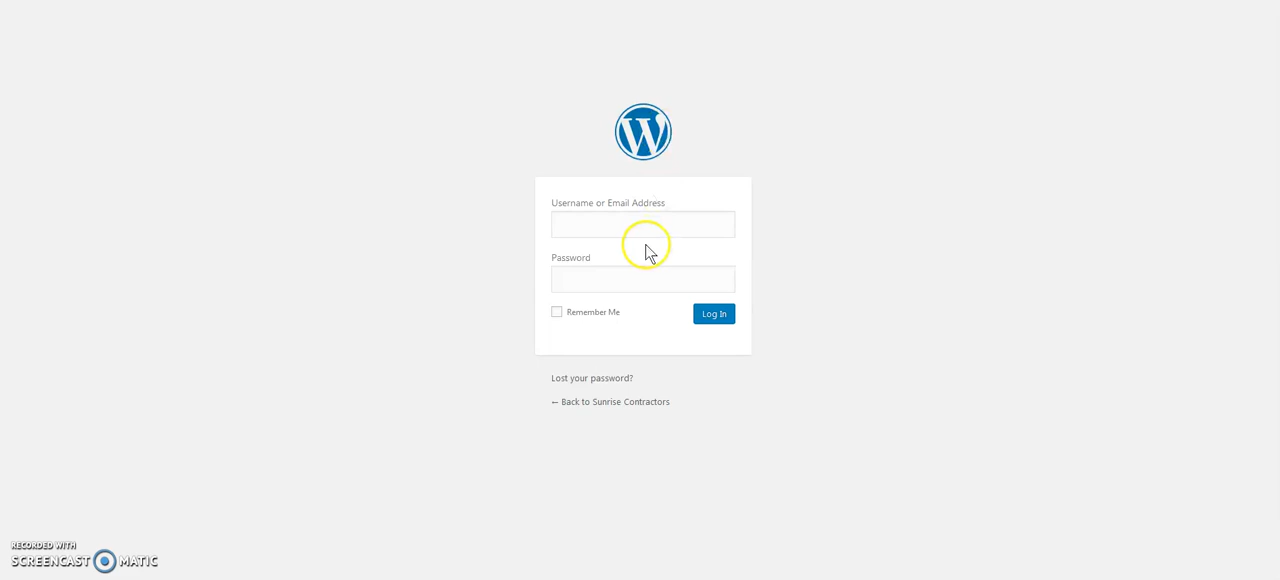 Username or Email Address
Password
Remember Me
Log In
Lost your password?
← Back to Sunrise Contractors
RECORDED WITH
SCREENCAST MATIC